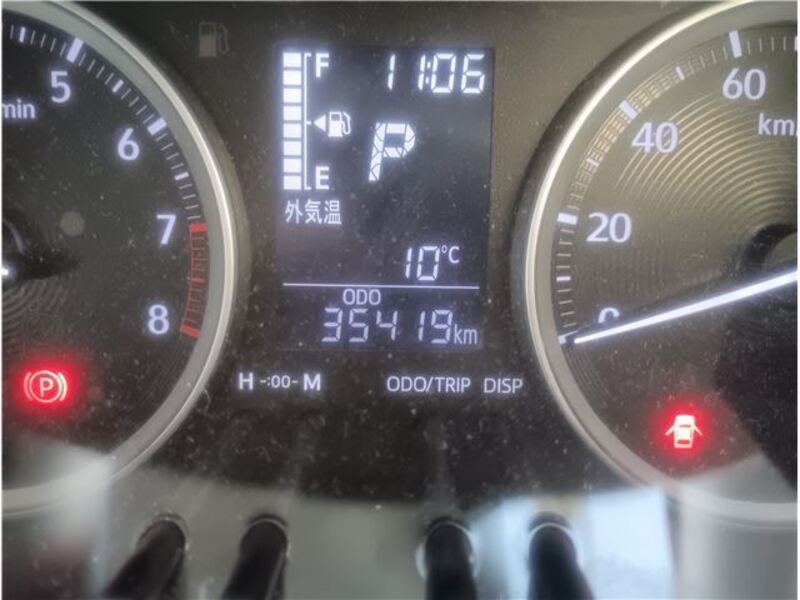 5
min
6
7
8
P
F
E
11:06
P
外気温
10°C
ODO
35419km
H -:00- M
ODO/TRIP DISP
60
40
20
0
km/